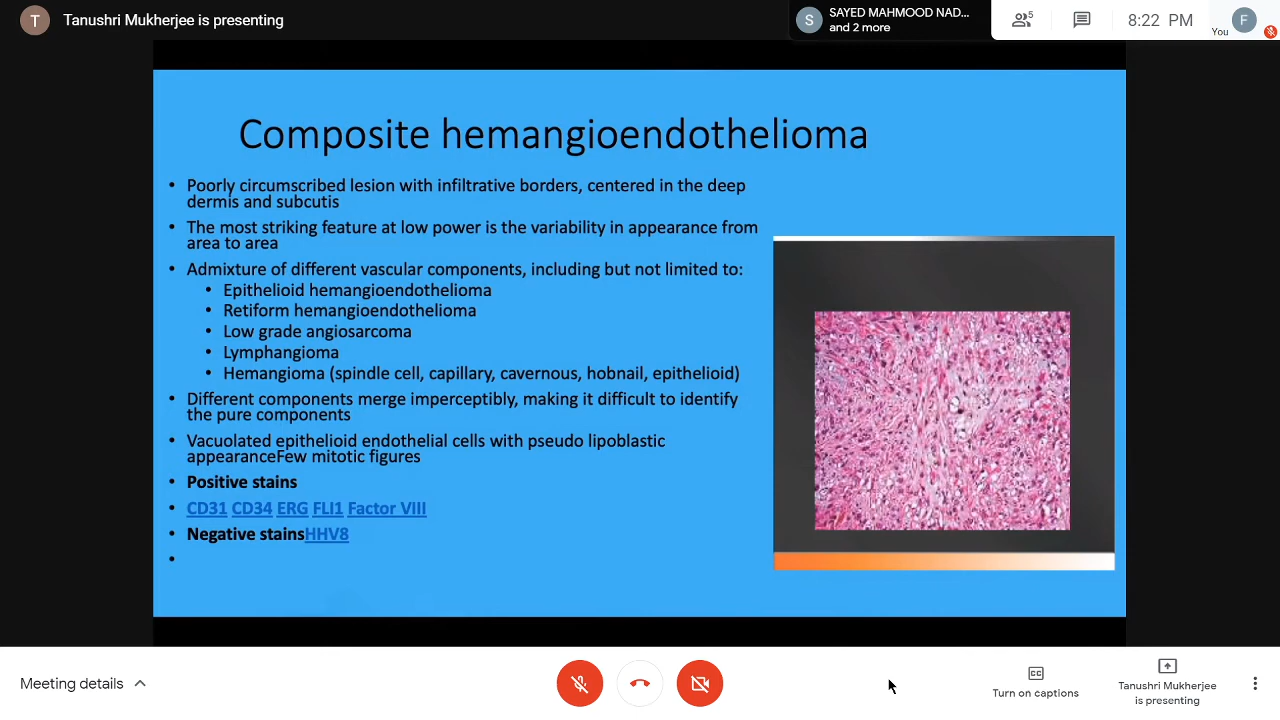 T Tanushri Mukherjee is presenting
S SAYED MAHMOOD NAD...
and 2 more
5
8:22 PM
You F
Composite hemangioendothelioma
• Poorly circumscribed lesion with infiltrative borders, centered in the deep
dermis and subcutis
• The most striking feature at low power is the variability in appearance from
area to area
• Admixture of different vascular components, including but not limited to:
• Epithelioid hemangioendothelioma
• Retiform hemangioendothelioma
• Low grade angiosarcoma
• Lymphangioma
• Hemangioma (spindle cell, capillary, cavernous, hobnail, epithelioid)
• Different components merge imperceptibly, making it difficult to identify
the pure components
• Vacuolated epithelioid endothelial cells with pseudo lipoblastic
appearanceFew mitotic figures
• Positive stains
• CD31 CD34 ERG FLI1 Factor VIII
• Negative stainsHHV8
•
Meeting details
CC
Turn on captions
Tanushri Mukherjee
is presenting